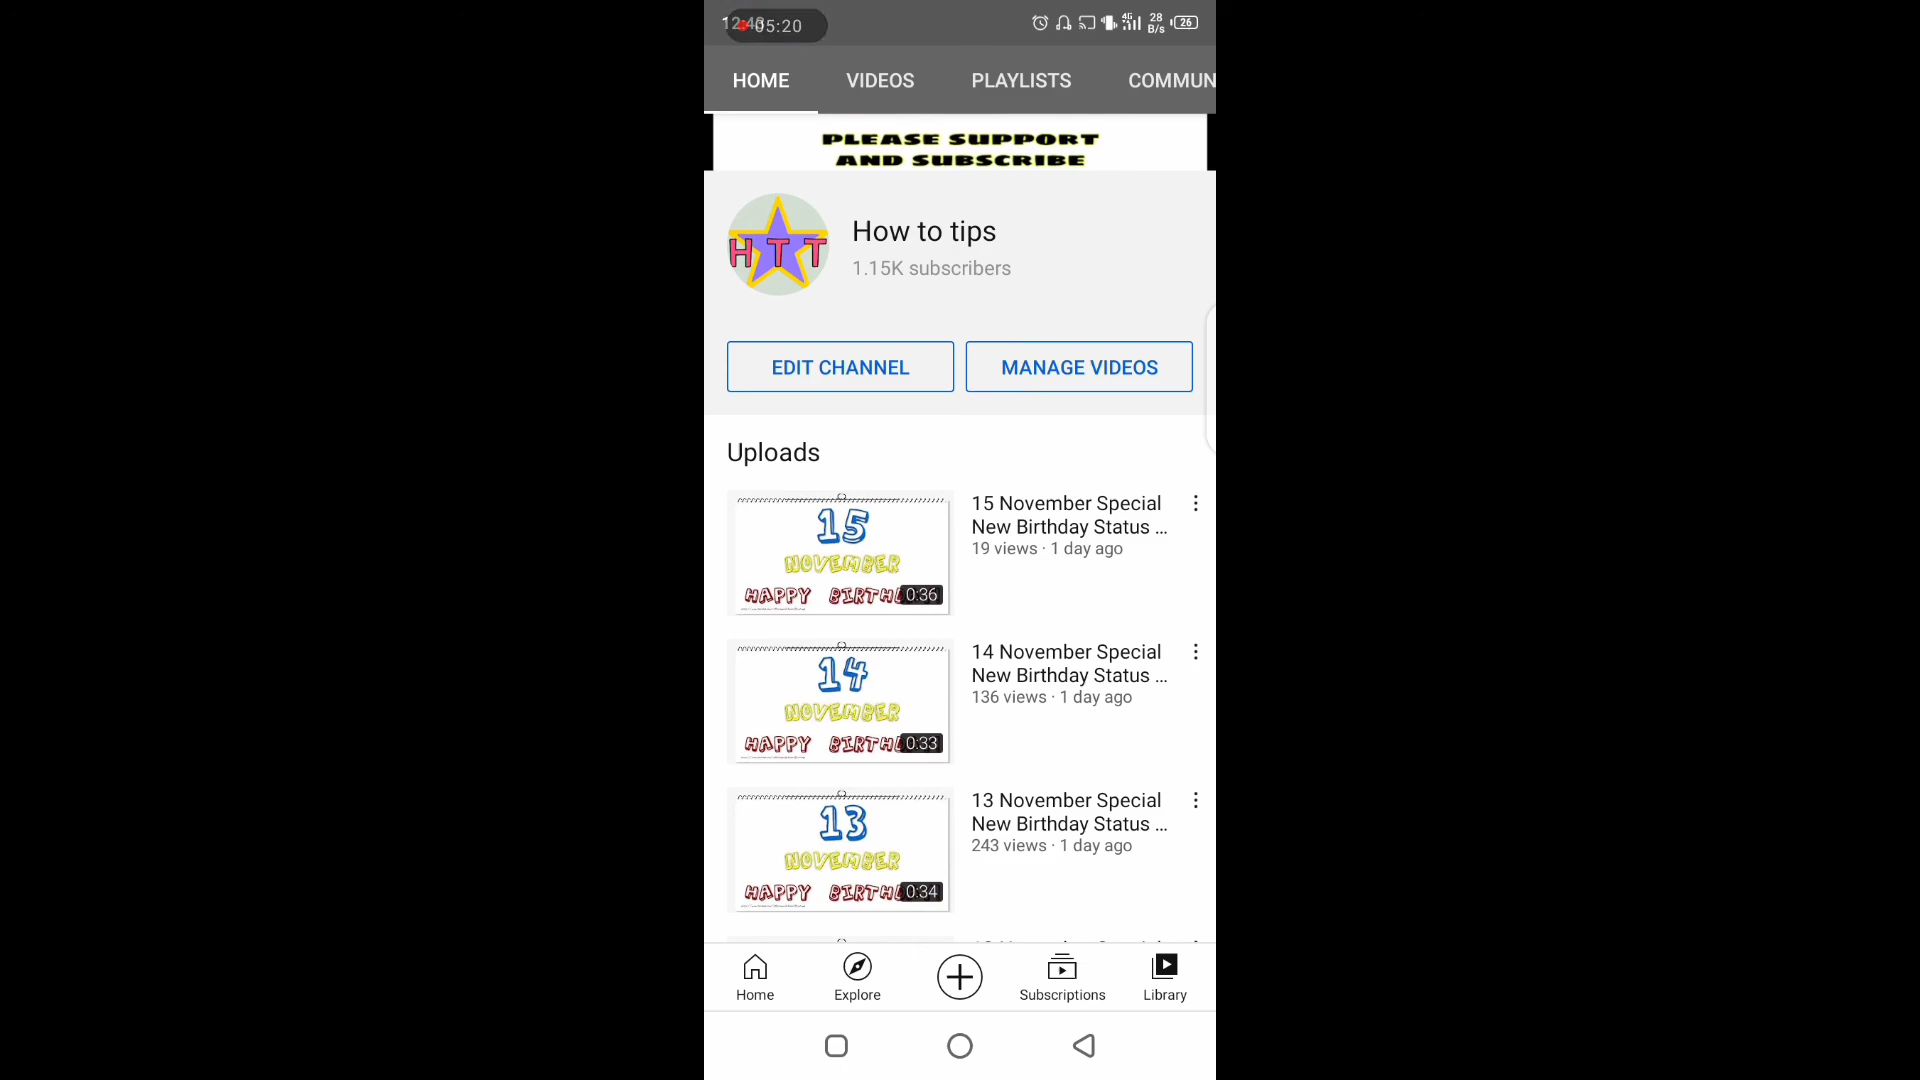 05:20
4G
28
B/s
26
HOME VIDEOS PLAYLISTS COMMUN
PLEASE SUPPORT
AND SUBSCRIBE
HTT
How to tips
1.15K subscribers
EDIT CHANNEL MANAGE VIDEOS
Uploads
15
NOVEMBER
HAPPY
0:36
15 November Special
New Birthday Status ...
19 views · 1 day ago
14
NOVEMBER
HAPPY
0:33
14 November Special
New Birthday Status ...
136 views · 1 day ago
13
NOVEMBER
HAPPY
0:34
13 November Special
New Birthday Status ...
243 views · 1 day ago
Home Explore Subscriptions Library